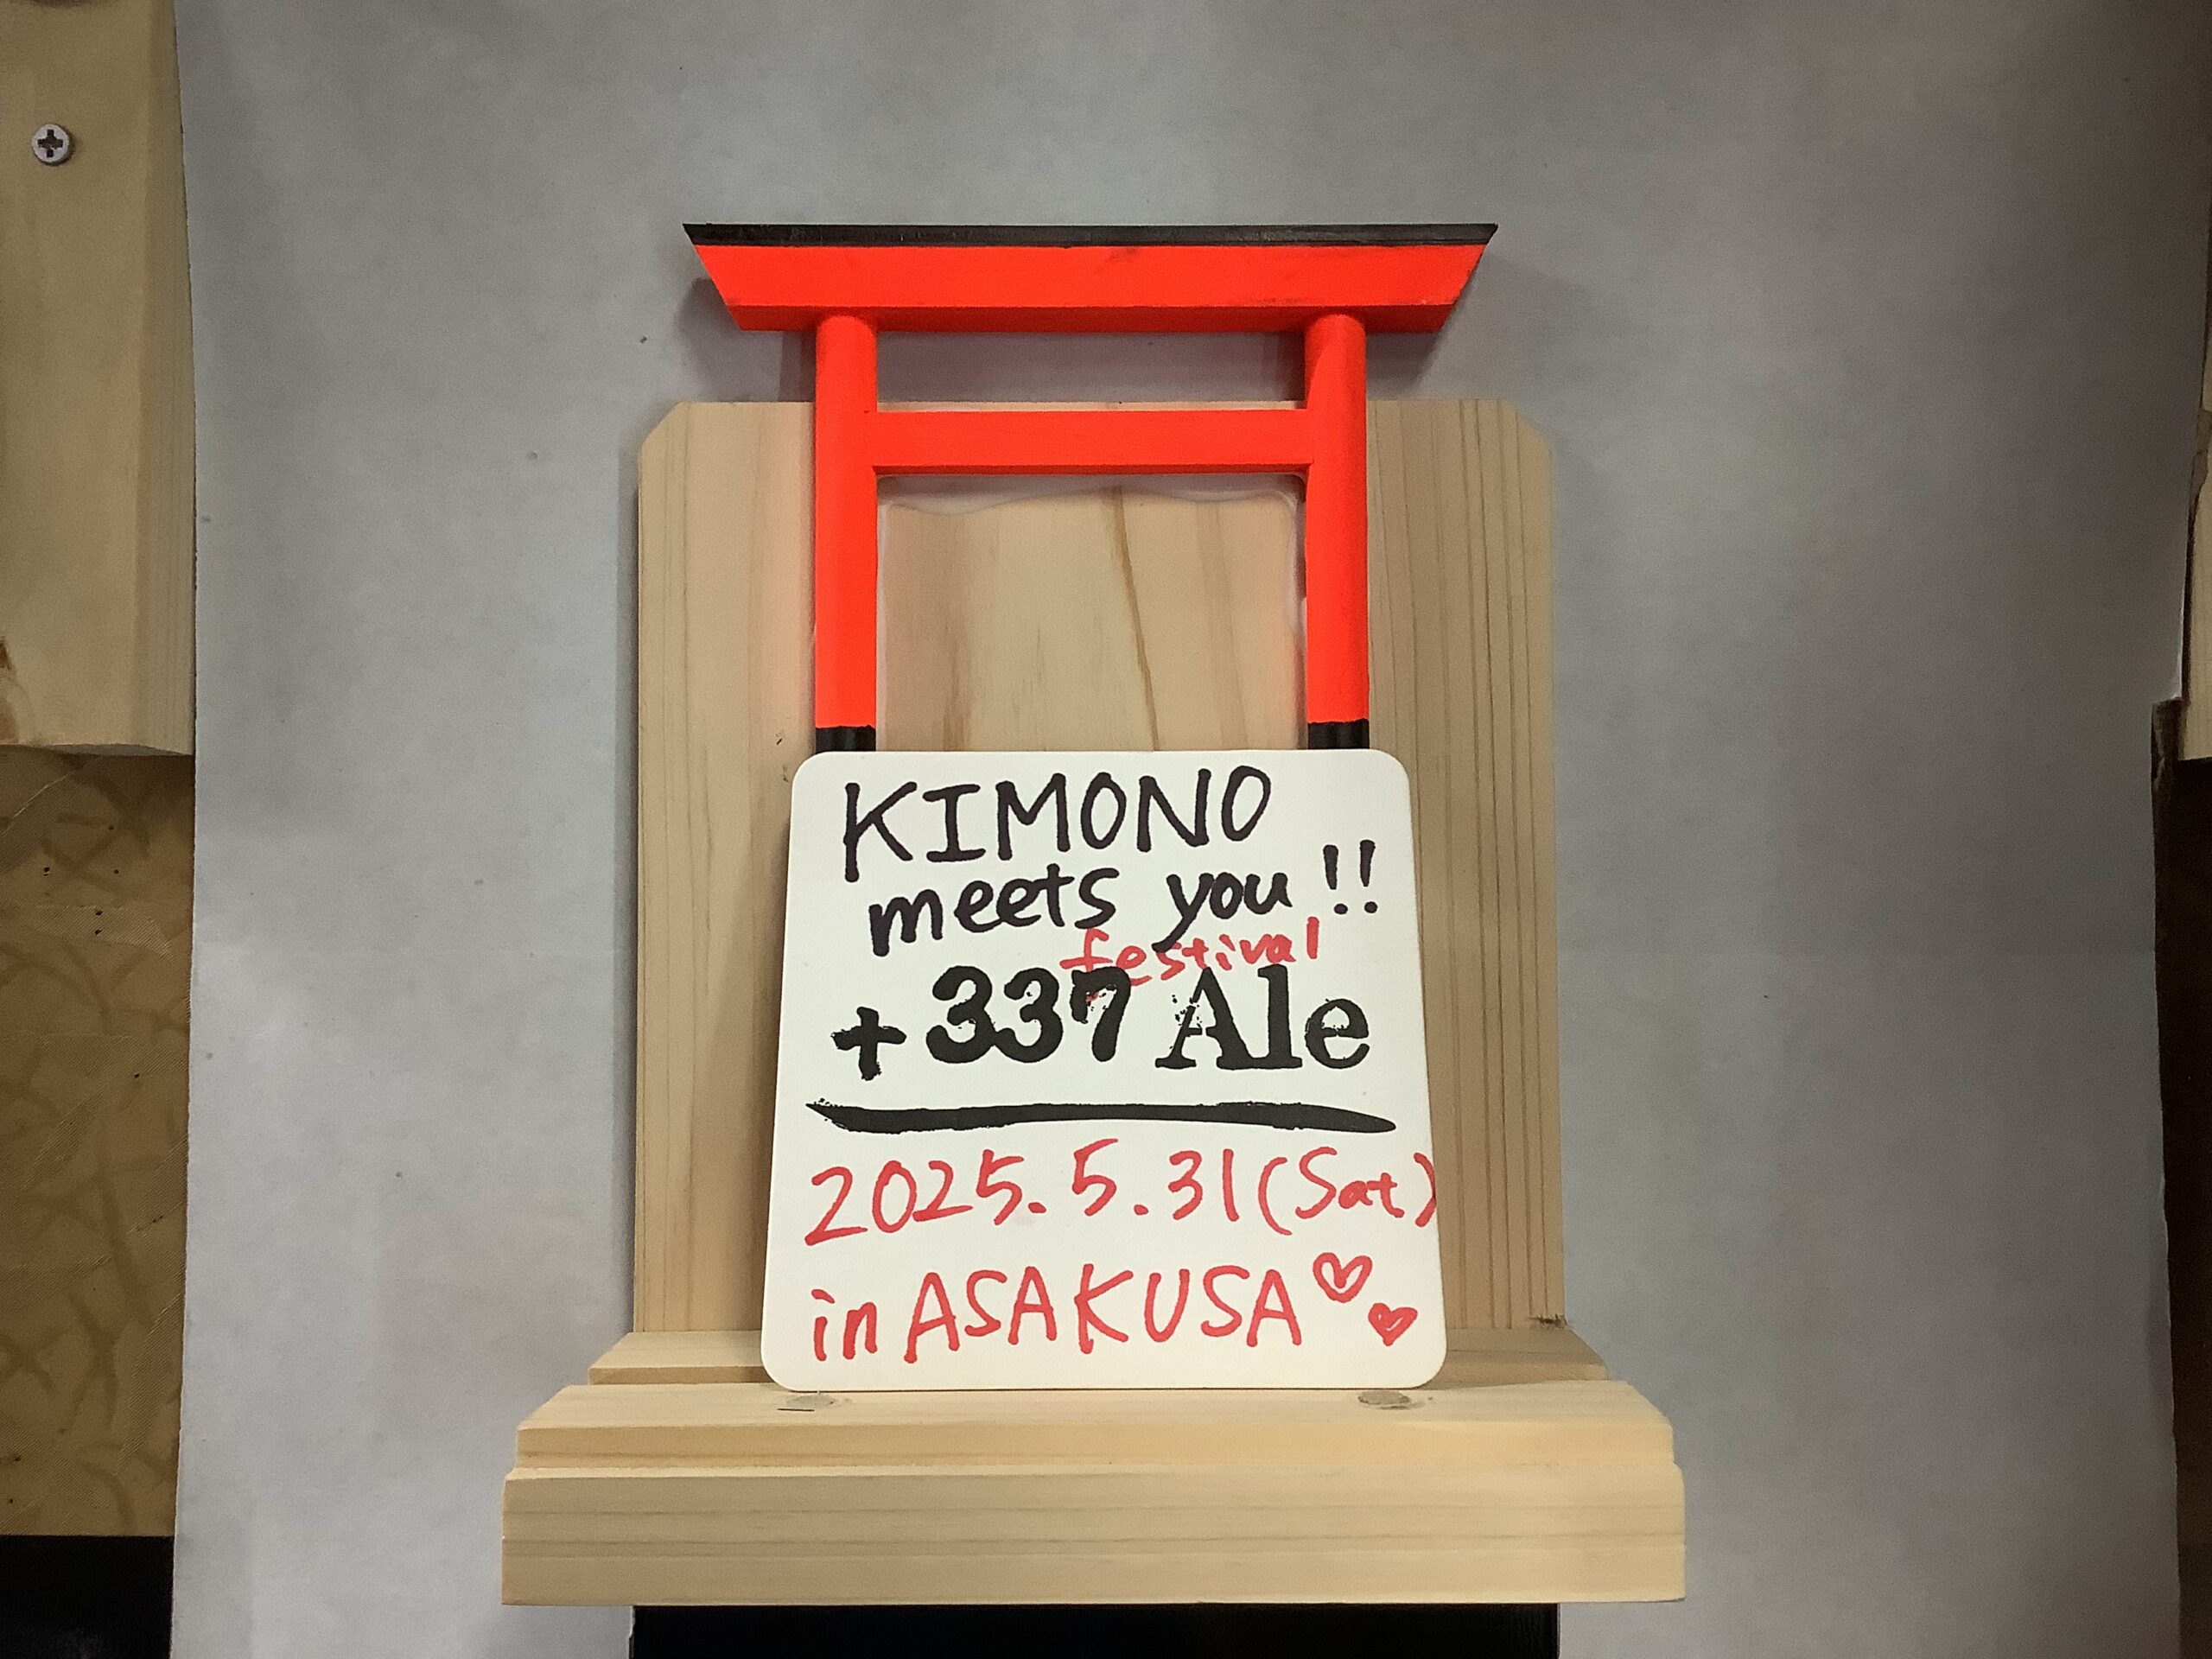 KIMONO
meets you !!
festival
+337 Ale
2025.5.31(Sat)
in ASAKUSA♡♥